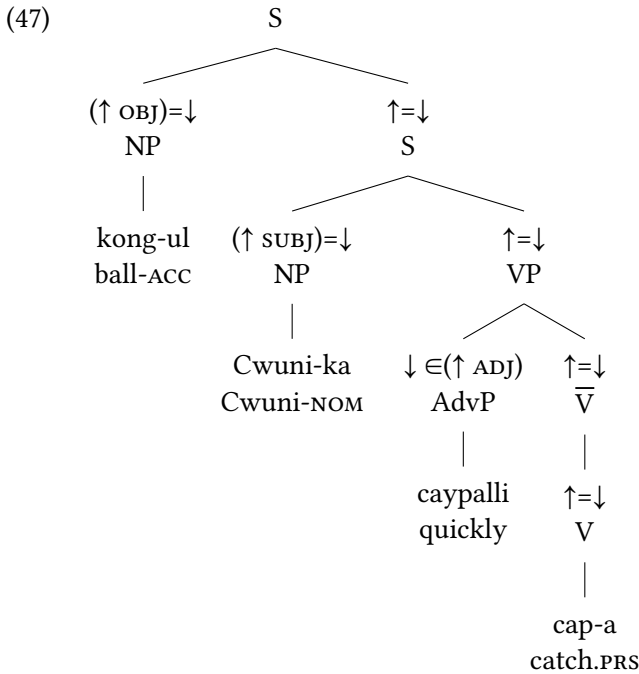 (47) S
(↑ OBJ)=↓ ↑=↓
NP S
kong-ul (↑ SUBJ)=↓ ↑=↓
ball-ACC NP VP
Cwuni-ka ↓ ∈(↑ ADJ) ↑=↓
Cwuni-NOM AdvP V̅
caypalli ↑=↓
quickly V
cap-a
catch.PRS